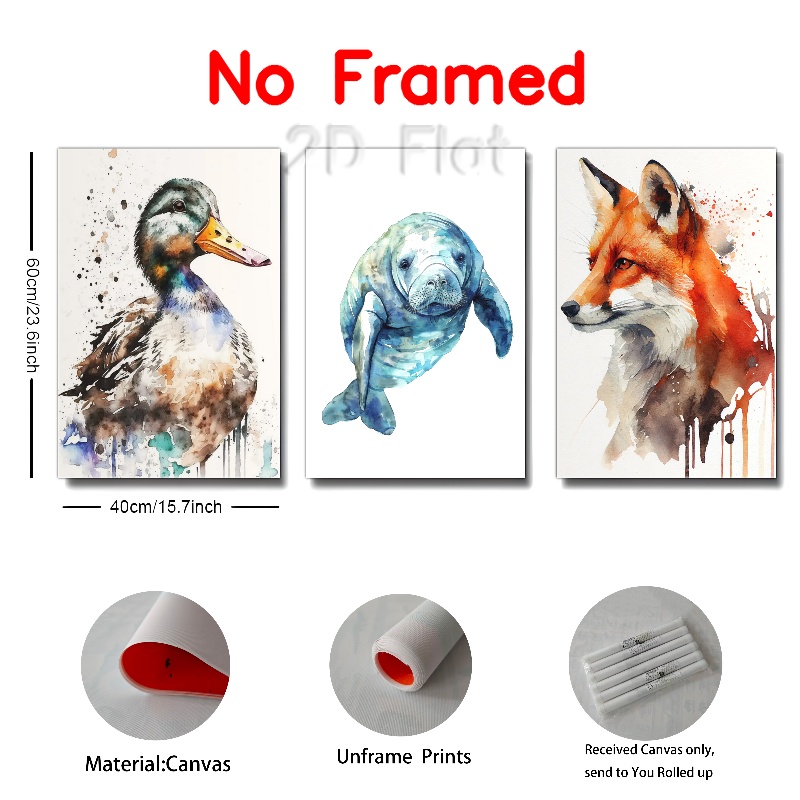 No Framed
2D Flat
60cm/23.6inch
40cm/15.7inch
Material:Canvas
Unframe Prints
Received Canvas only,
send to You Rolled up